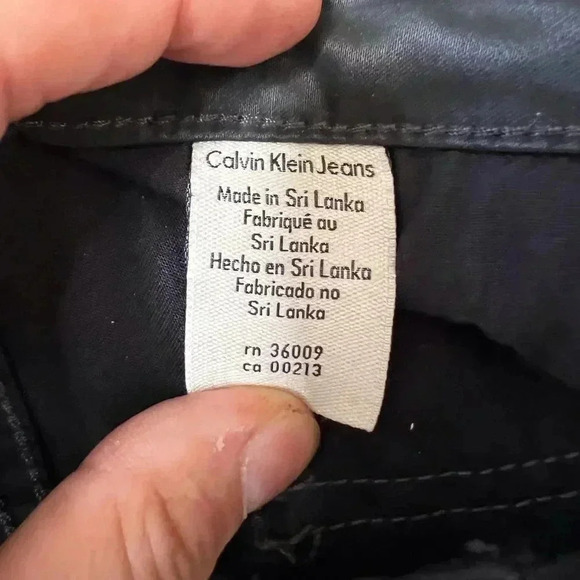 Calvin Klein Jeans
Made in Sri Lanka
Fabriqué au
Sri Lanka
Hecho en Sri Lanka
Fabricado no
Sri Lanka
rn 36009
ca 00213